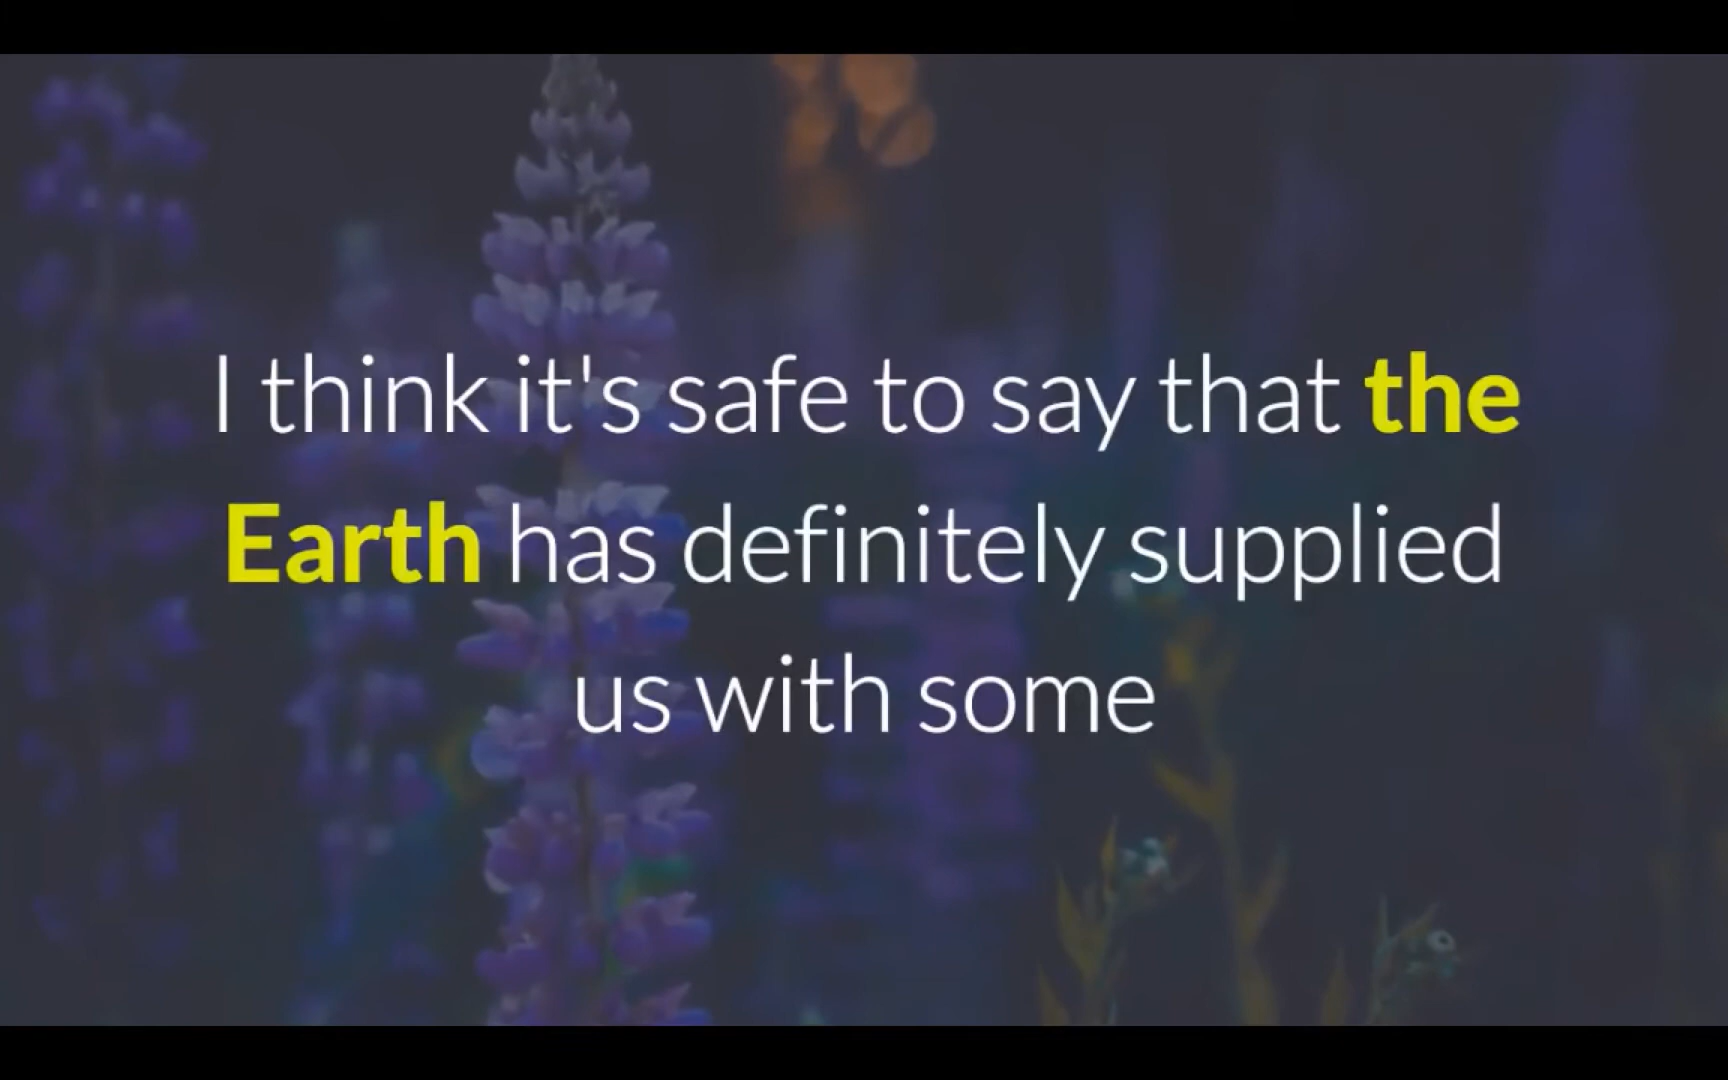 I think it's safe to say that the
Earth has definitely supplied
us with some